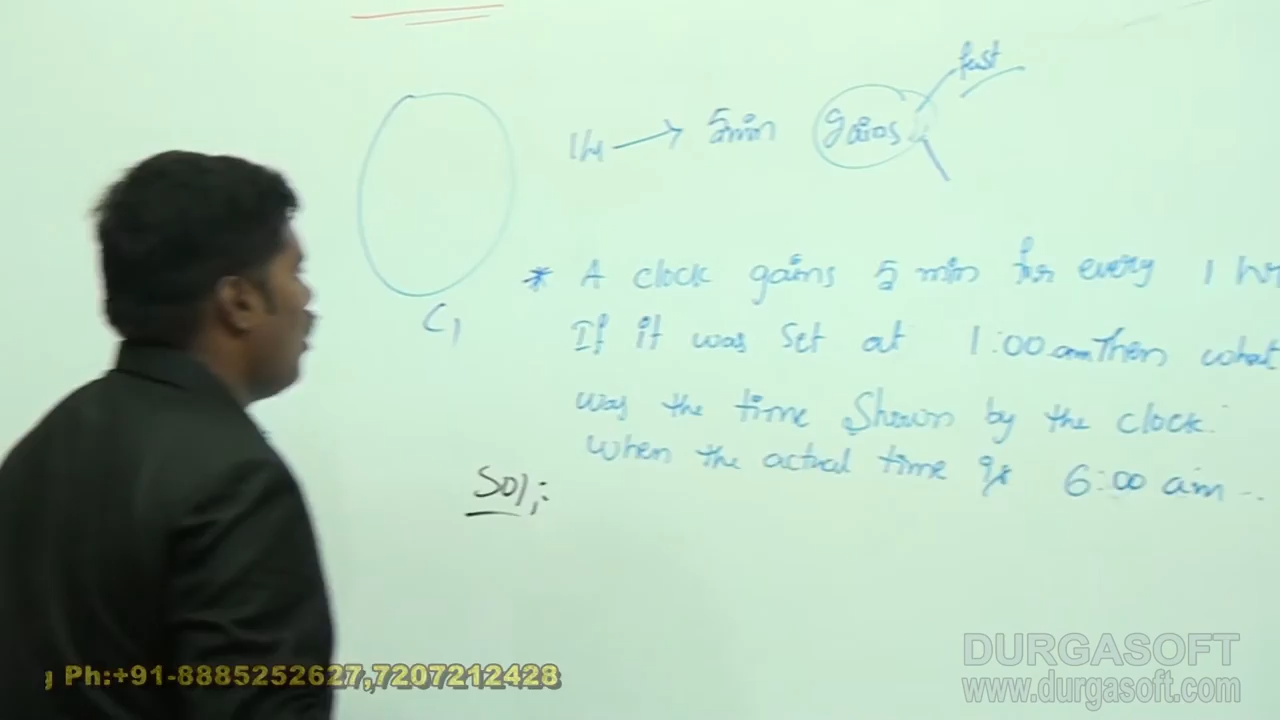 fast
1hr → 5min gains
* A clock gains 5 min for every 1 hr
If it was set at 1:00 am Then what
was the time Shown by the clock.
when the actual time is 6:00 am
C1
Sol:
; Ph:+91-8885252627,7207212428
DURGASOFT
www.durgasoft.com